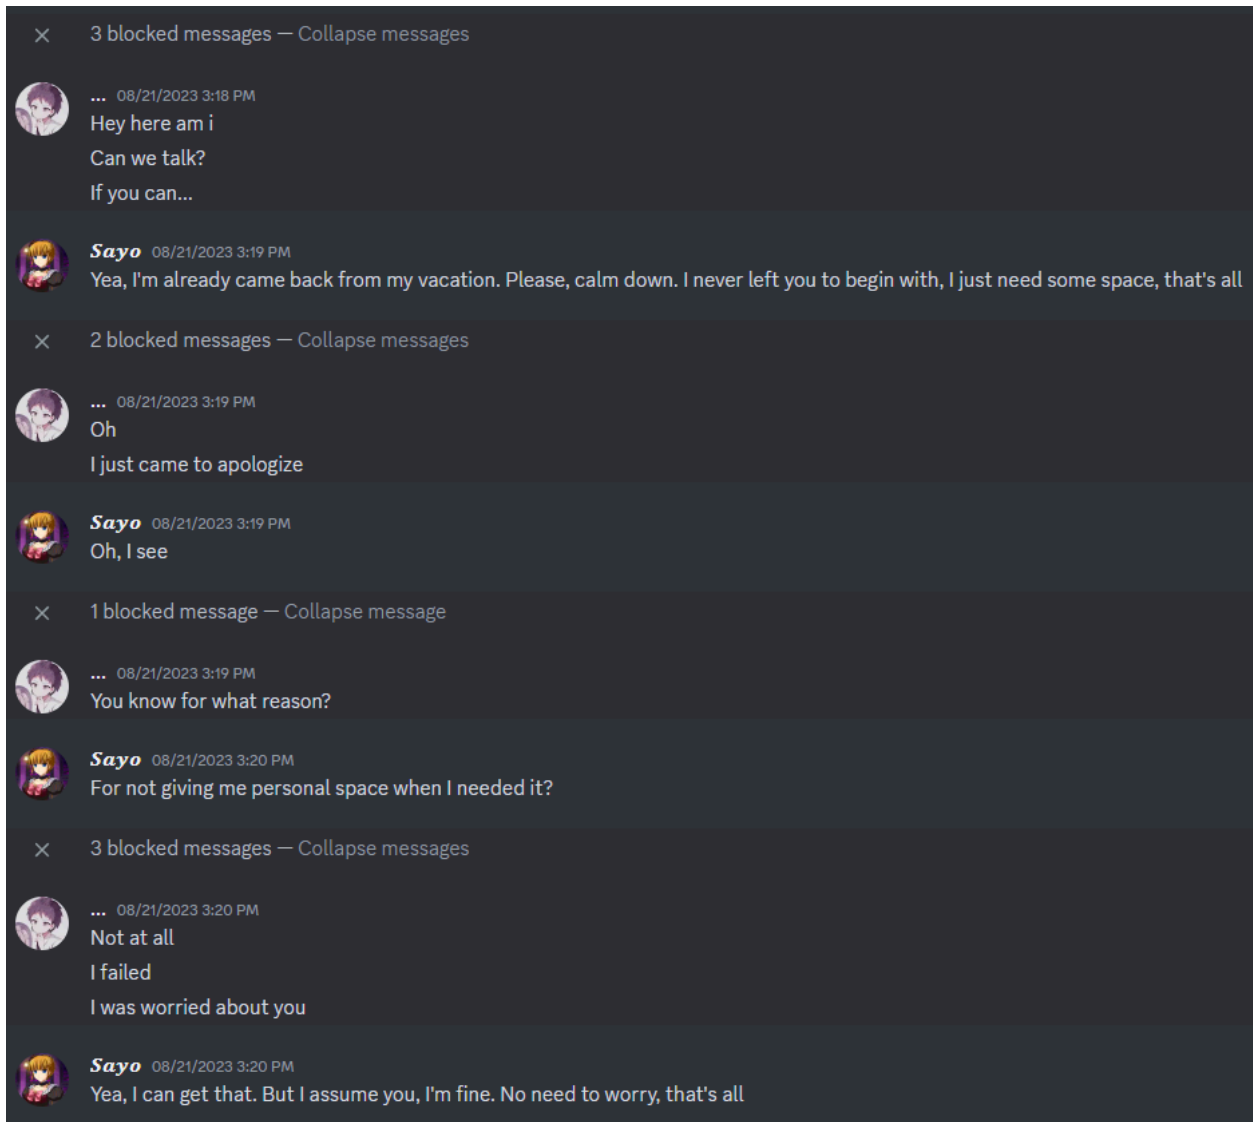 3 blocked messages — Collapse messages
... 08/21/2023 3:18 PM
Hey here am i
Can we talk?
If you can...
Sayo 08/21/2023 3:19 PM
Yea, I'm already came back from my vacation. Please, calm down. I never left you to begin with, I just need some space, that's all
2 blocked messages — Collapse messages
... 08/21/2023 3:19 PM
Oh
I just came to apologize
Sayo 08/21/2023 3:19 PM
Oh, I see
1 blocked message — Collapse message
... 08/21/2023 3:19 PM
You know for what reason?
Sayo 08/21/2023 3:20 PM
For not giving me personal space when I needed it?
3 blocked messages — Collapse messages
... 08/21/2023 3:20 PM
Not at all
I failed
I was worried about you
Sayo 08/21/2023 3:20 PM
Yea, I can get that. But I assume you, I'm fine. No need to worry, that's all